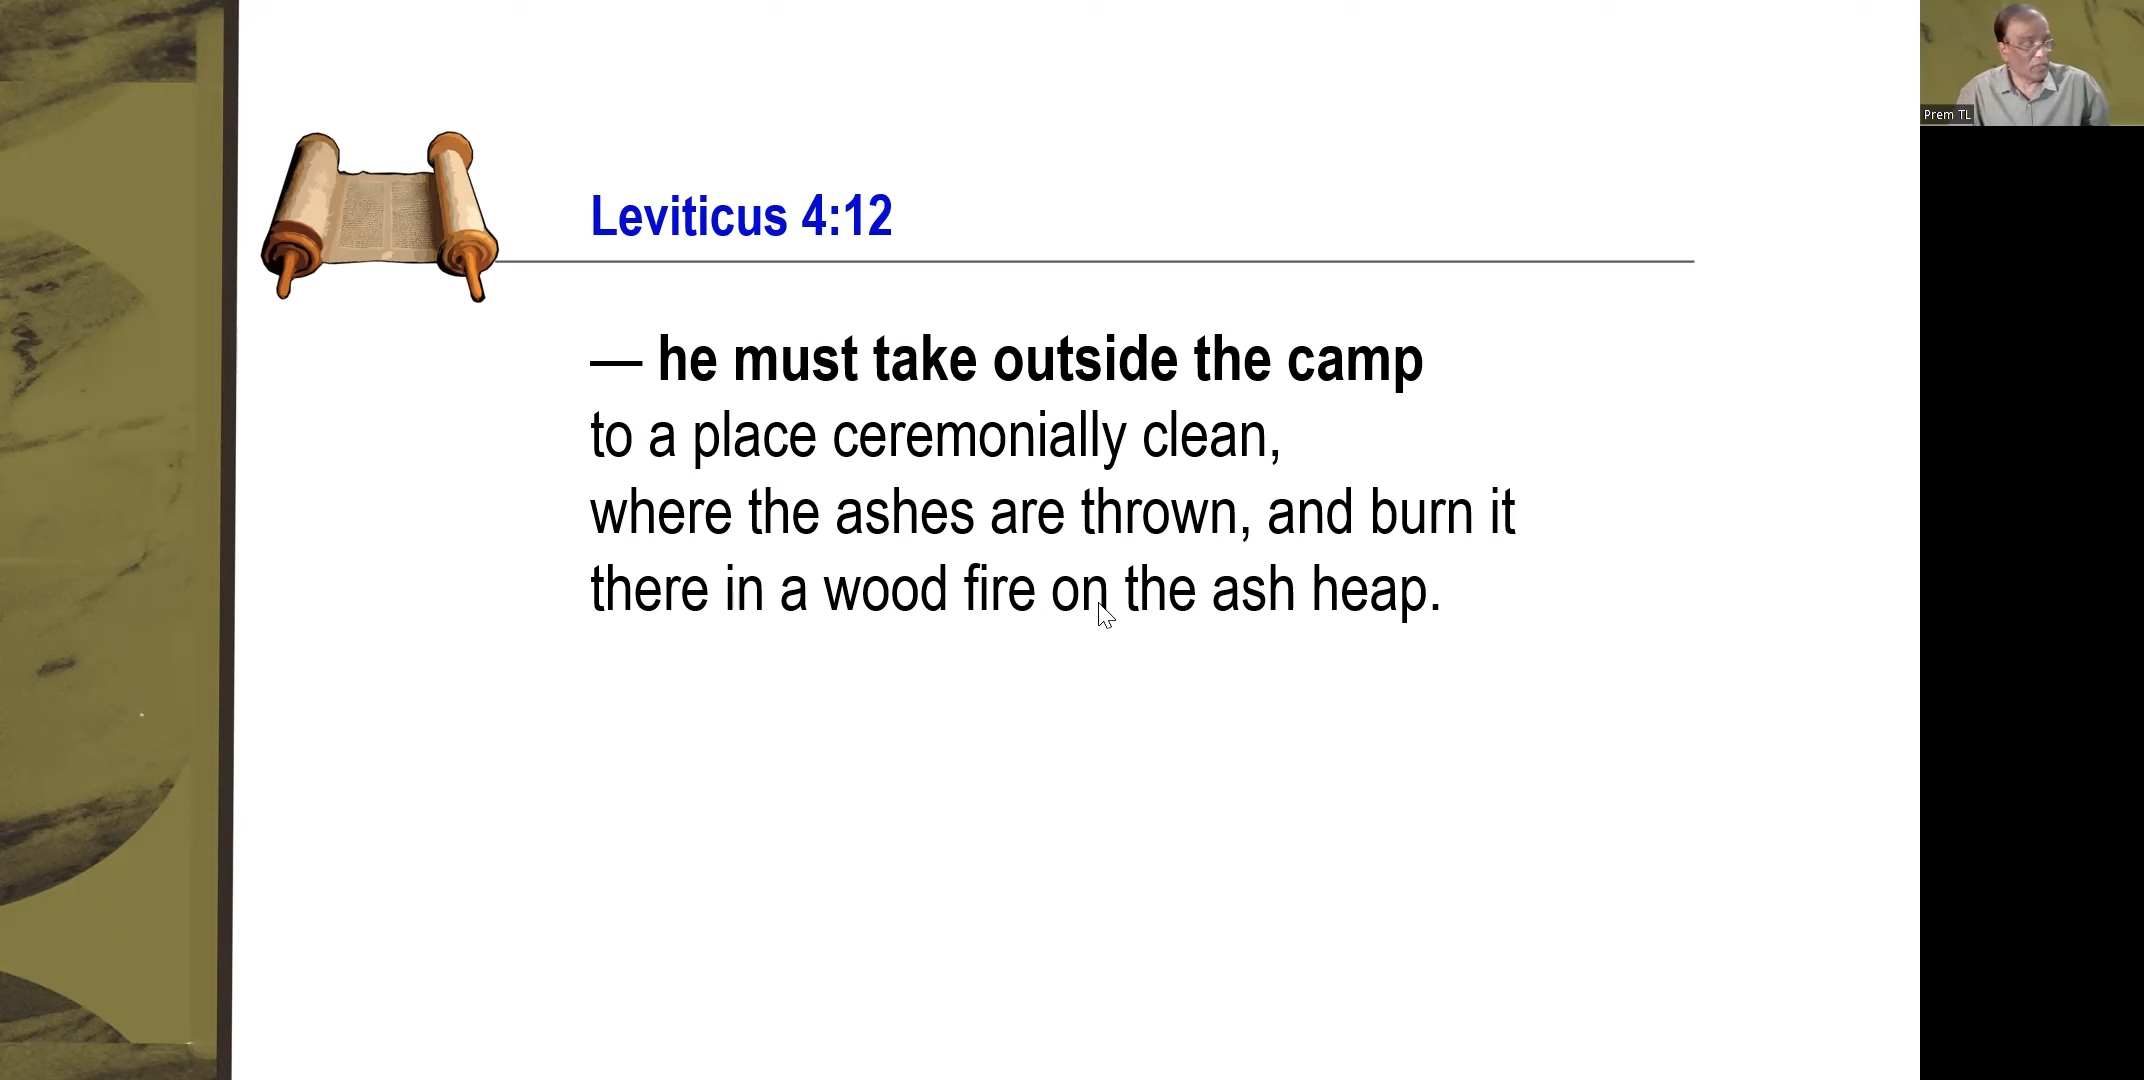 Leviticus 4:12
— he must take outside the camp
to a place ceremonially clean,
where the ashes are thrown, and burn it
there in a wood fire on the ash heap.
Prem TL